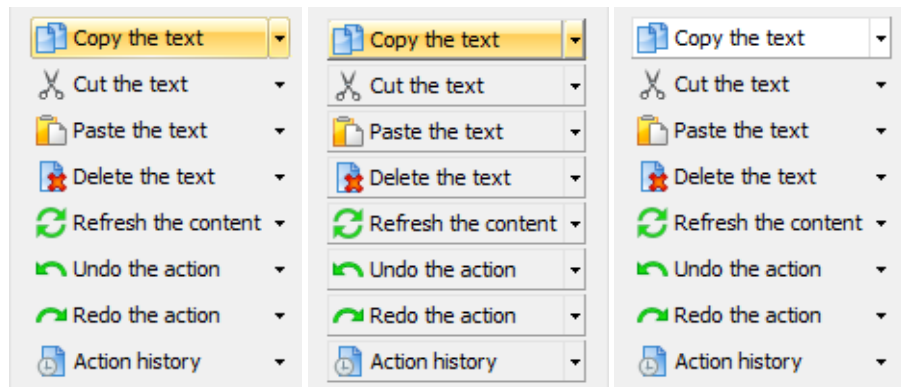 Copy the text
Cut the text
Paste the text
Delete the text
Refresh the content
Undo the action
Redo the action
Action history
Copy the text
Cut the text
Paste the text
Delete the text
Refresh the content
Undo the action
Redo the action
Action history
Copy the text
Cut the text
Paste the text
Delete the text
Refresh the content
Undo the action
Redo the action
Action history